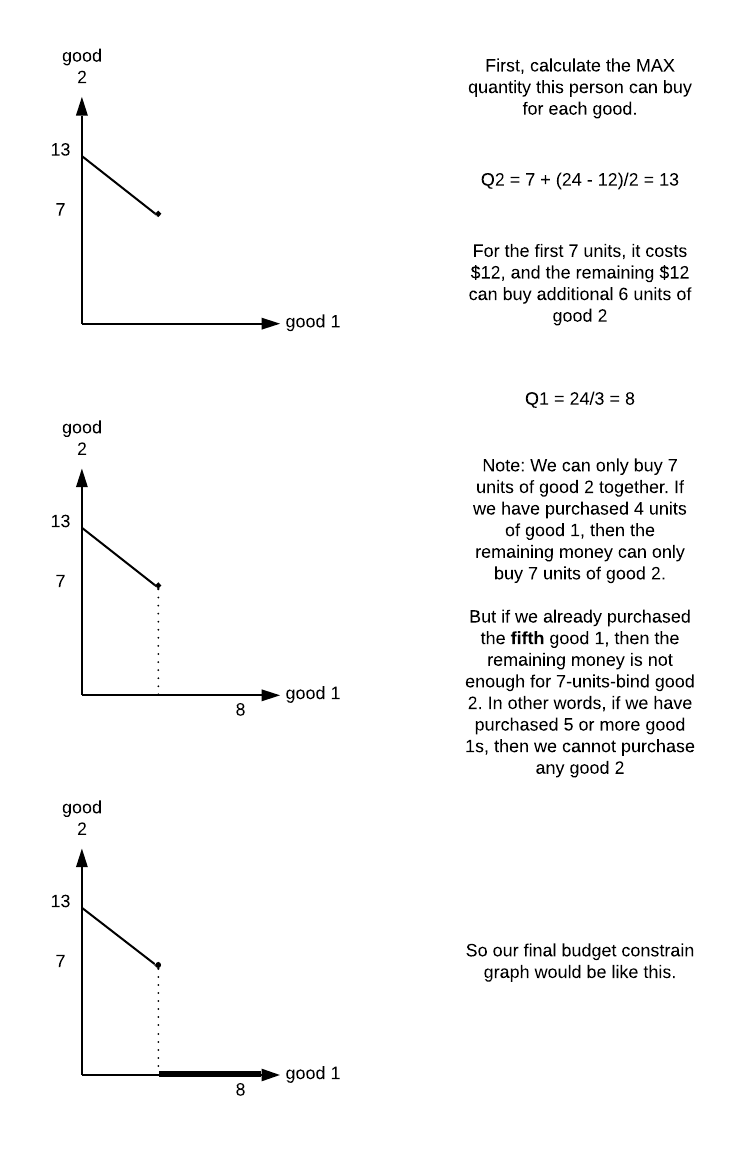 good
2
13
7
good 1
First, calculate the MAX
quantity this person can buy
for each good.
Q2 = 7 + (24 - 12)/2 = 13
For the first 7 units, it costs
$12, and the remaining $12
can buy additional 6 units of
good 2
good
2
13
7
good 1
8
Q1 = 24/3 = 8
Note: We can only buy 7
units of good 2 together. If
we have purchased 4 units
of good 1, then the
remaining money can only
buy 7 units of good 2.
But if we already purchased
the fifth good 1, then the
remaining money is not
enough for 7-units-bind good
2. In other words, if we have
purchased 5 or more good
1s, then we cannot purchase
any good 2
good
2
13
7
good 1
8
So our final budget constrain
graph would be like this.